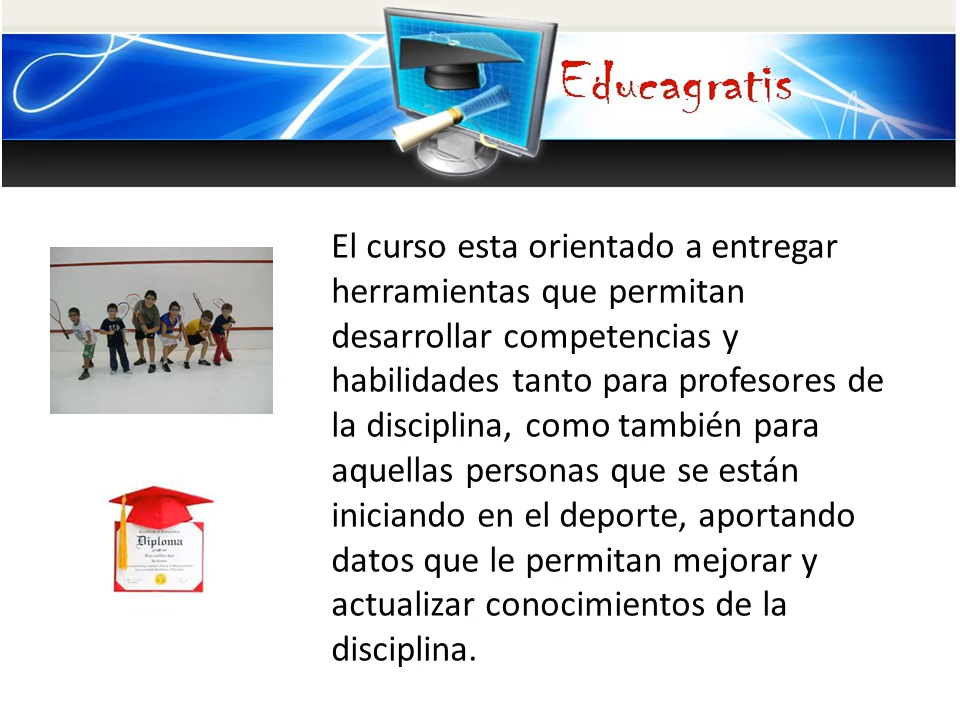 Educagratis
El curso esta orientado a entregar
herramientas que permitan
desarrollar competencias y
habilidades tanto para profesores de
la disciplina, como también para
aquellas personas que se están
iniciando en el deporte, aportando
datos que le permitan mejorar y
actualizar conocimientos de la
disciplina.
Diploma